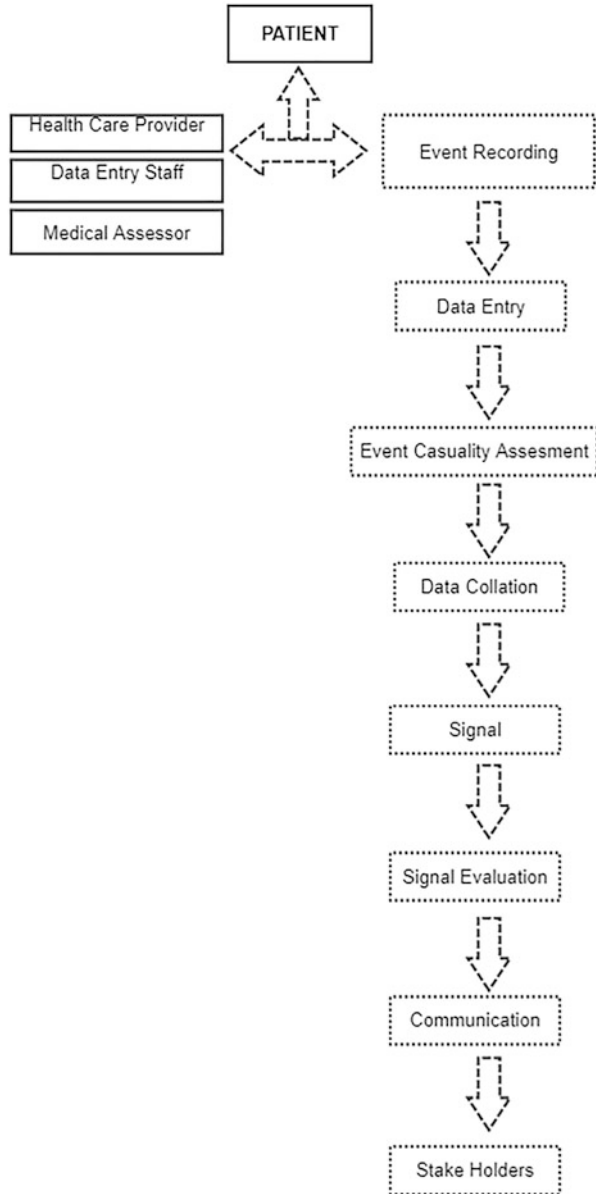 PATIENT
Health Care Provider
Data Entry Staff
Medical Assessor
Event Recording
Data Entry
Event Casuality Assesment
Data Collation
Signal
Signal Evaluation
Communication
Stake Holders